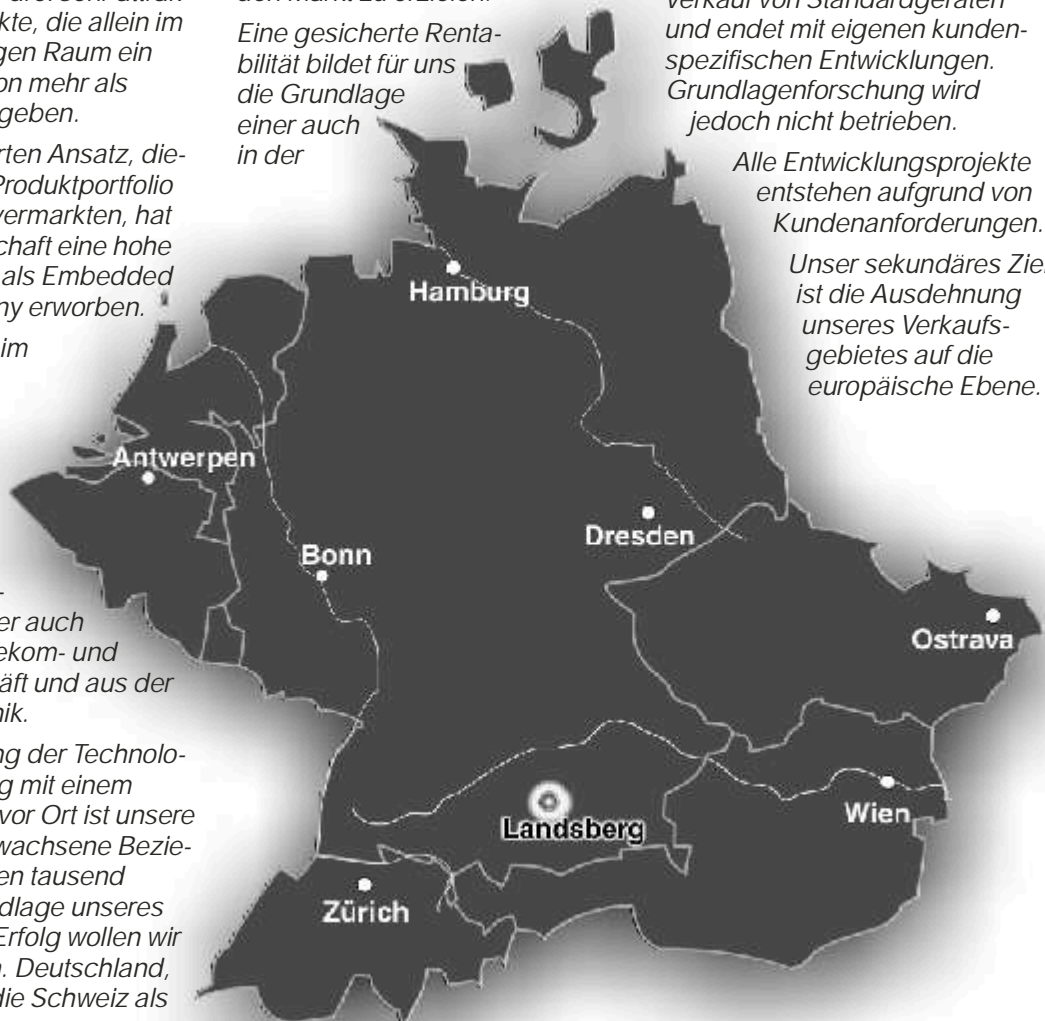 kte, die allein im
gen Raum ein
on mehr als
geben.
rten Ansatz, die-
Produktportfolio
vermarkten, hat
schaft eine hohe
als Embedded
ny erworben.
im
-
er auch
ekom- und
äft und aus der
nik.
ng der Technolo-
g mit einem
vor Ort ist unsere
wachsene Bezie-
en tausend
dlage unseres
Erfolg wollen wir
n. Deutschland,
die Schweiz als
Eine gesicherte Renta-
bilität bildet für uns
die Grundlage
einer auch
in der
Verkauf von Standardgeräten
und endet mit eigenen kunden-
spezifischen Entwicklungen.
Grundlagenforschung wird
jedoch nicht betrieben.
Alle Entwicklungsprojekte
entstehen aufgrund von
Kundenanforderungen.
Unser sekundäres Ziel
ist die Ausdehnung
unseres Verkaufs-
gebietes auf die
europäische Ebene.
Hamburg
Antwerpen
Bonn
Dresden
Ostrava
Wien
Landsberg
Zürich